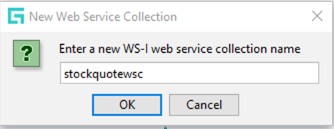 New Web Service Collection
Enter a new WS-I web service collection name
stockquotewsc
OK Cancel